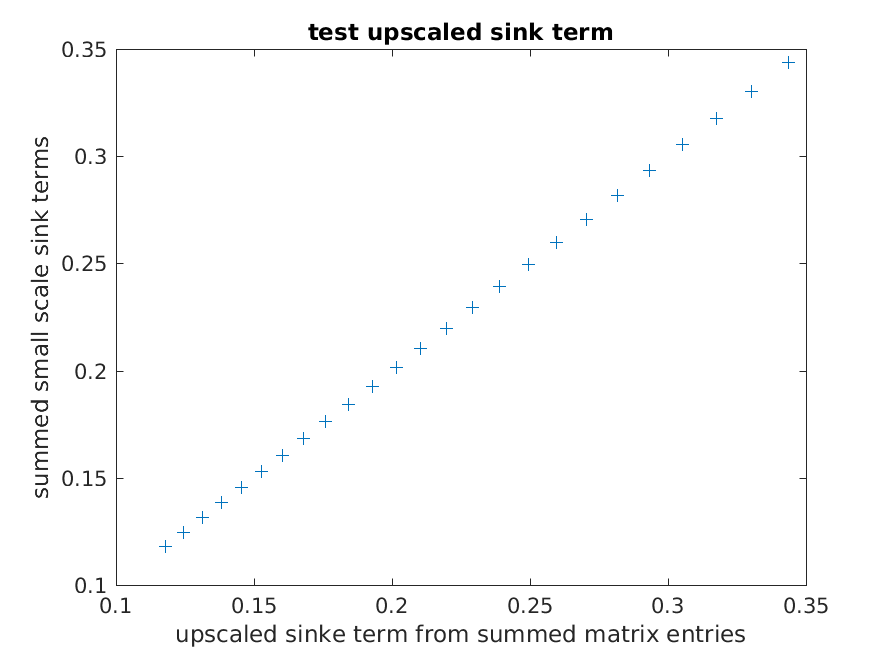 test upscaled sink term
0.35
0.3
0.25
0.2
0.15
0.1
summed small scale sink terms
0.1 0.15 0.2 0.25 0.3 0.35
upscaled sinke term from summed matrix entries